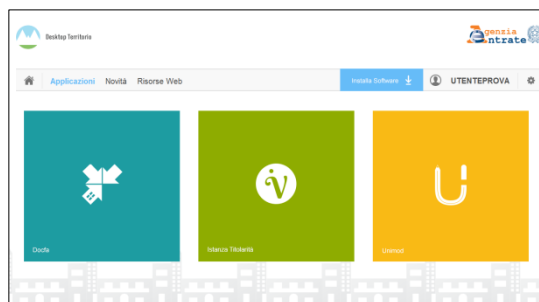 Desktop Territorio
Agenzia
Entrate
Applicazioni Novità Risorse Web
Installa Software
UTENTEPROVA
Docfa
Istanza Titolarità
Unimod